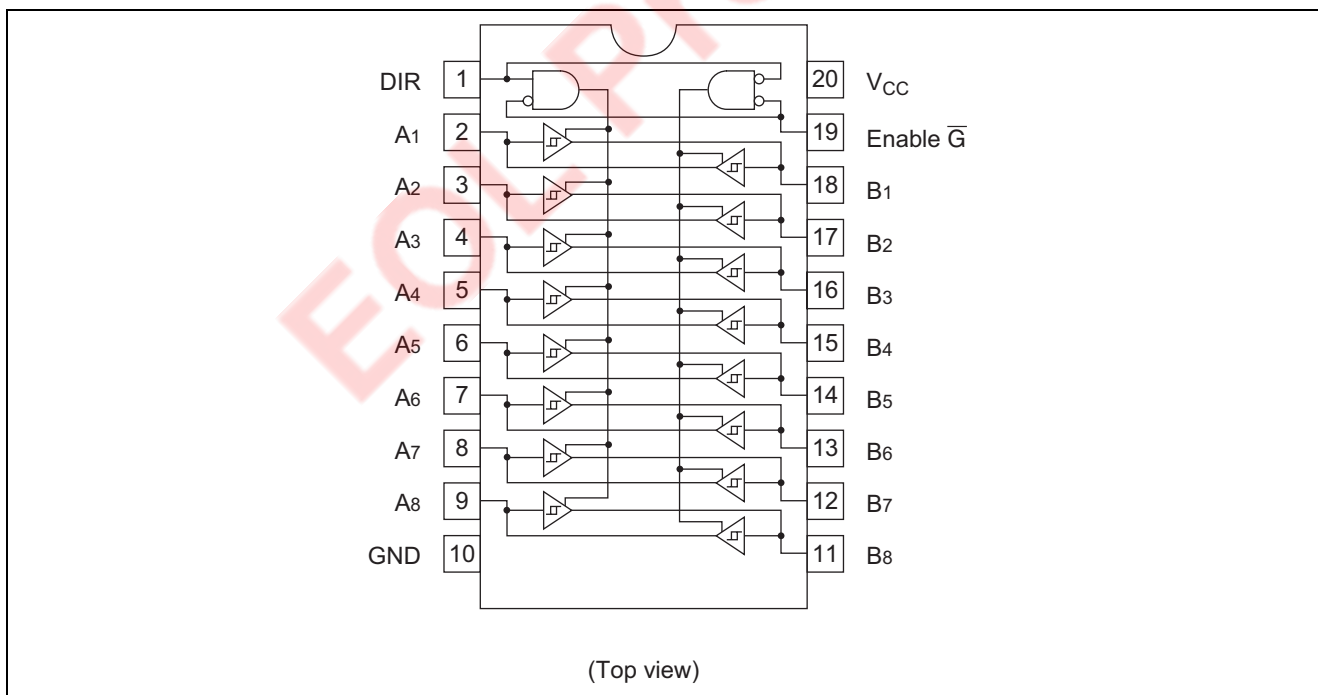 EOL Pr
DIR 1 20 VCC
A1 2 19 Enable G̅
A2 3 18 B1
A3 4 17 B2
A4 5 16 B3
A5 6 15 B4
A6 7 14 B5
A7 8 13 B6
A8 9 12 B7
GND 10 11 B8
(Top view)